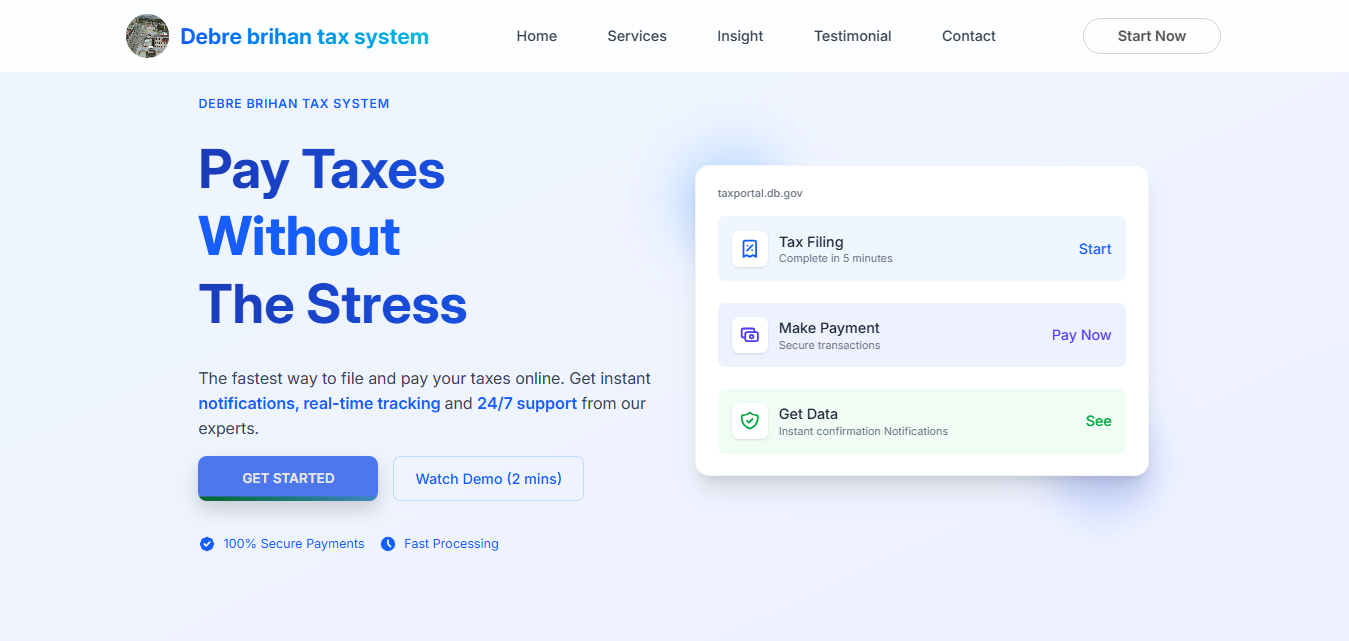 Debre brihan tax system
Home
Services
Insight
Testimonial
Contact
Start Now
DEBRE BRIHAN TAX SYSTEM
Pay Taxes
Without
The Stress
The fastest way to file and pay your taxes online. Get instant
notifications, real-time tracking and 24/7 support from our
experts.
GET STARTED
Watch Demo (2 mins)
100% Secure Payments
Fast Processing
taxportal.db.gov
Tax Filing
Complete in 5 minutes
Start
Make Payment
Secure transactions
Pay Now
Get Data
Instant confirmation Notifications
See